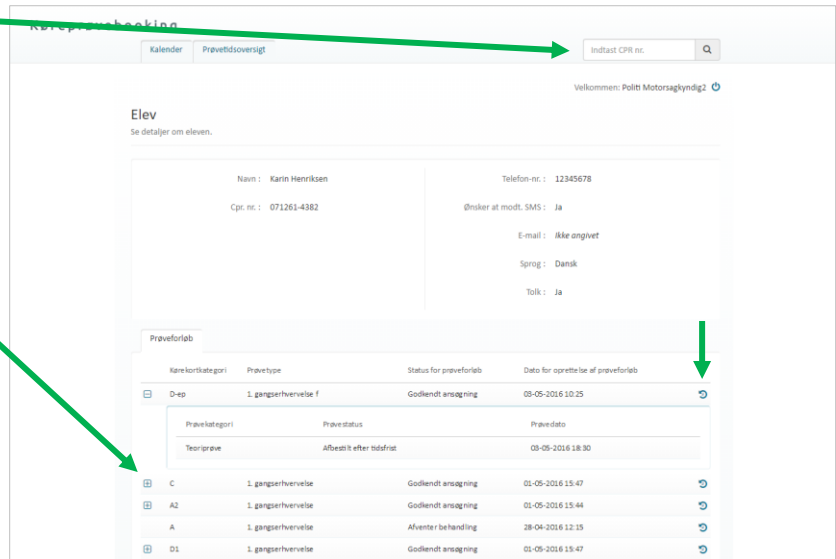 Køreprøvebooking
Kalender Prøvetidsoversigt Indtast CPR nr.
Velkommen: Politi Motorsagkyndig2
Elev
Se detaljer om eleven.
Navn : Karin Henriksen Telefon-nr. : 12345678
Cpr. nr. : 071261-4382 Ønsker at modt. SMS : Ja
E-mail : Ikke angivet
Sprog : Dansk
Tolk : Ja
Prøveforløb
Kørekortkategori Prøvetype Status for prøveforløb Dato for oprettelse af prøveforløb
D-ep 1. gangserhvervelse f Godkendt ansøgning 03-05-2016 10:25
Prøvekategori Prøvestatus Prøvedato
Teoriprøve Afbestilt efter tidsfrist 03-05-2016 18:30
C 1. gangserhvervelse Godkendt ansøgning 01-05-2016 15:47
A2 1. gangserhvervelse Godkendt ansøgning 01-05-2016 15:44
A 1. gangserhvervelse Afventer behandling 28-04-2016 12:15
D1 1. gangserhvervelse Godkendt ansøgning 01-05-2016 15:47